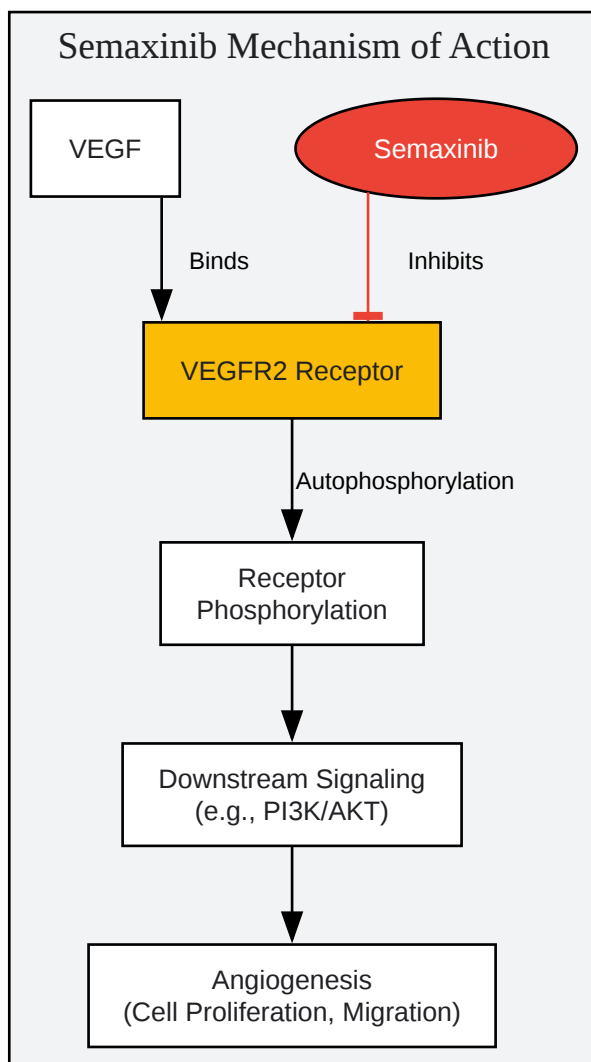 Semaxinib Mechanism of Action
VEGF
Semaxinib
Binds
Inhibits
VEGFR2 Receptor
Autophosphorylation
Receptor
Phosphorylation
Downstream Signaling
(e.g., PI3K/AKT)
Angiogenesis
(Cell Proliferation, Migration)